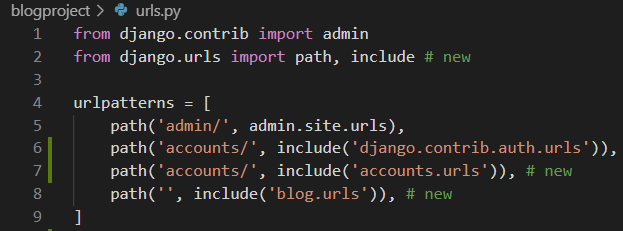 blogproject > urls.py
1 from django.contrib import admin
2 from django.urls import path, include # new
3
4 urlpatterns = [
5     path('admin/', admin.site.urls),
6     path('accounts/', include('django.contrib.auth.urls')),
7     path('accounts/', include('accounts.urls')), # new
8     path('', include('blog.urls')), # new
9 ]